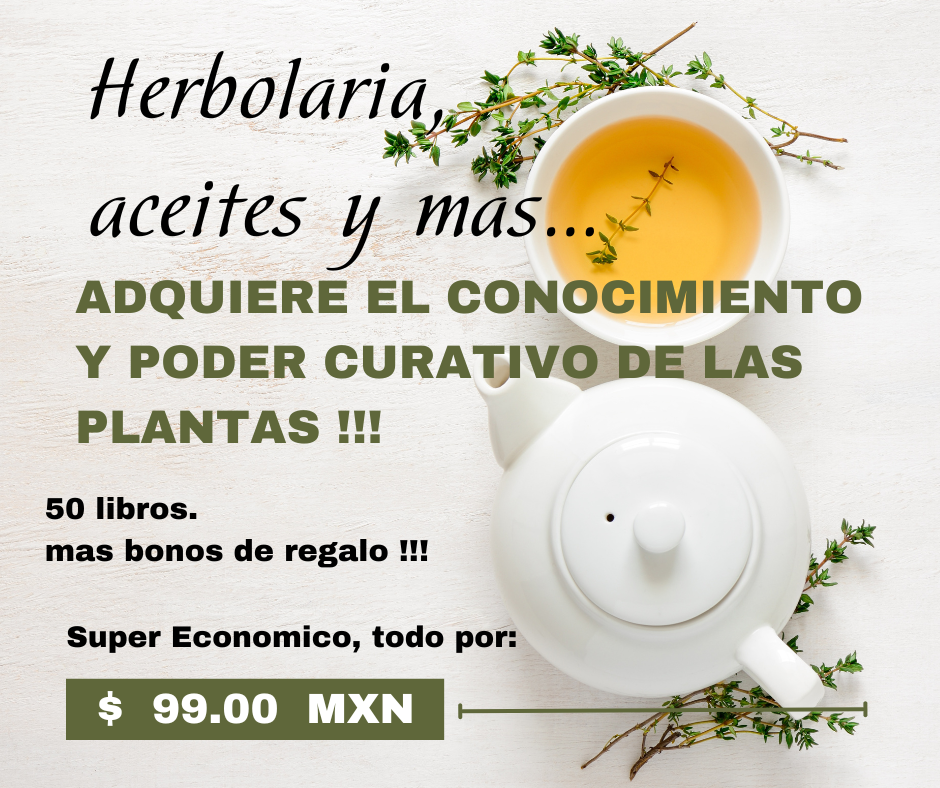 Herbolaria,
aceites y mas...
ADQUIERE EL CONOCIMIENTO
Y PODER CURATIVO DE LAS
PLANTAS !!!
50 libros.
mas bonos de regalo !!!
Super Economico, todo por:
$ 99.00 MXN